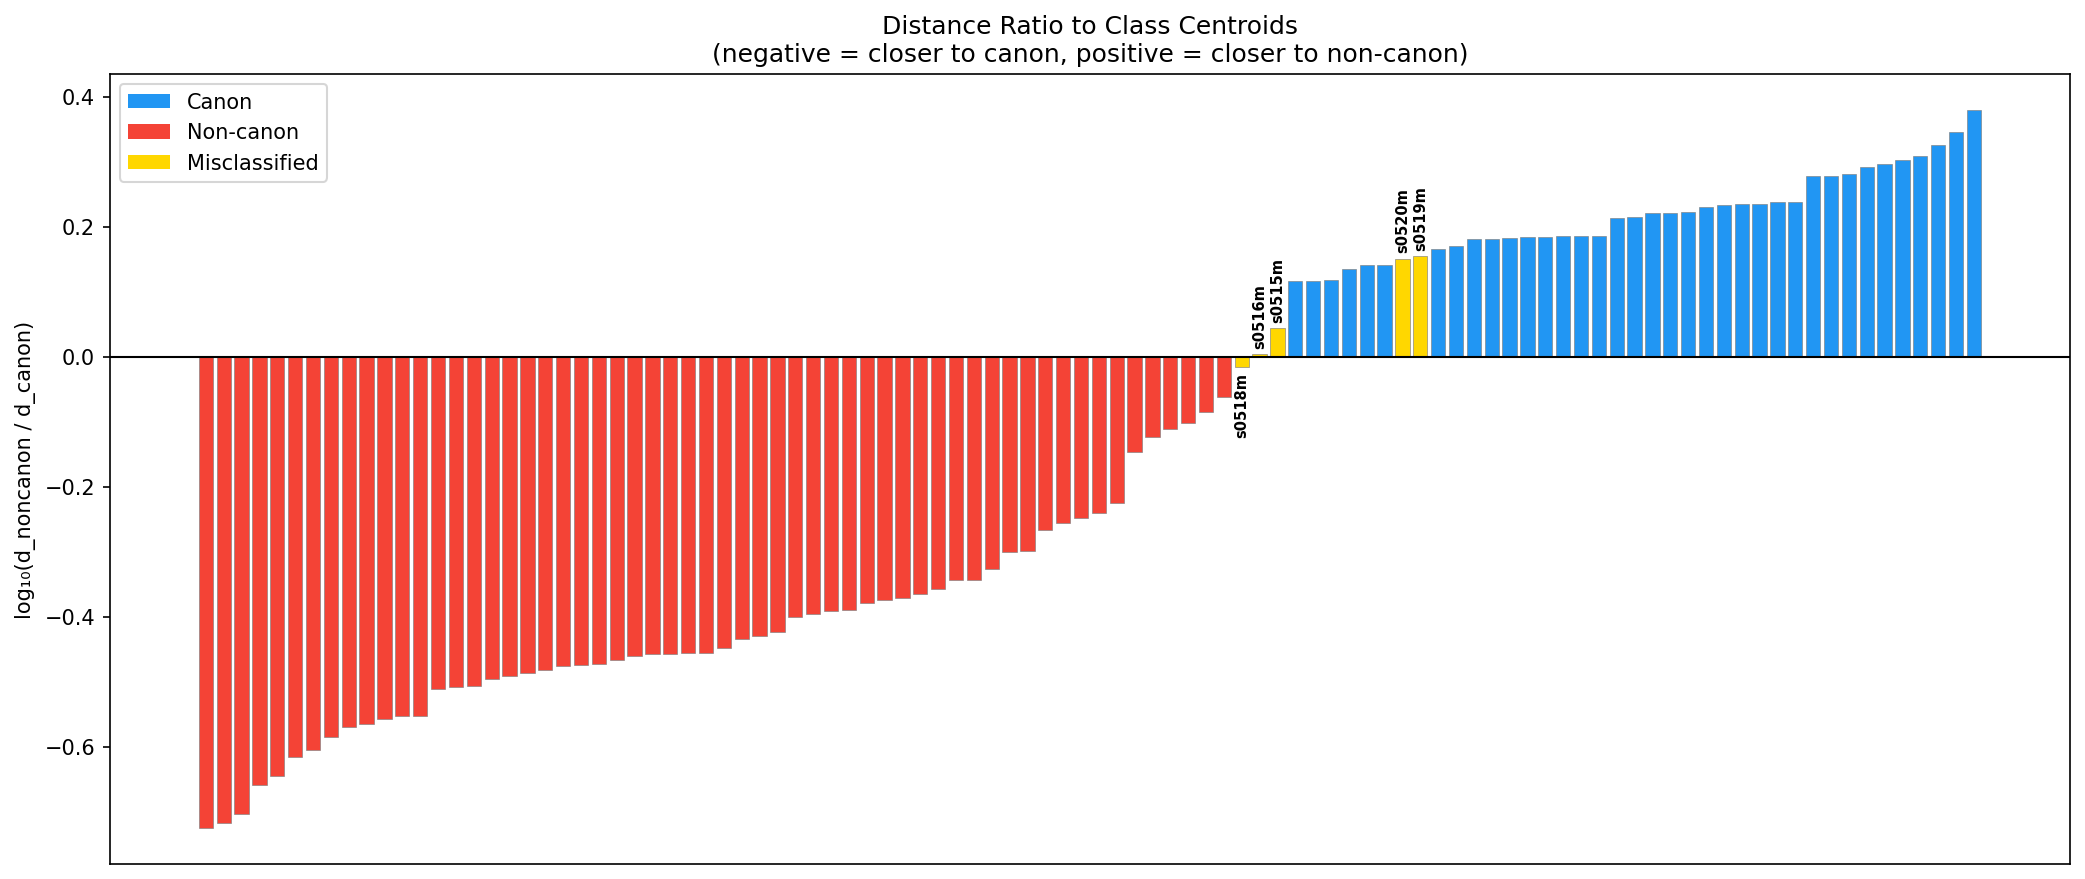 Distance Ratio to Class Centroids
(negative = closer to canon, positive = closer to non-canon)
Canon
Non-canon
Misclassified
log₁₀(d_noncanon / d_canon)
0.4
0.2
0.0
−0.2
−0.4
−0.6
s0518m
s0516m
s0515m
s0520m
s0519m